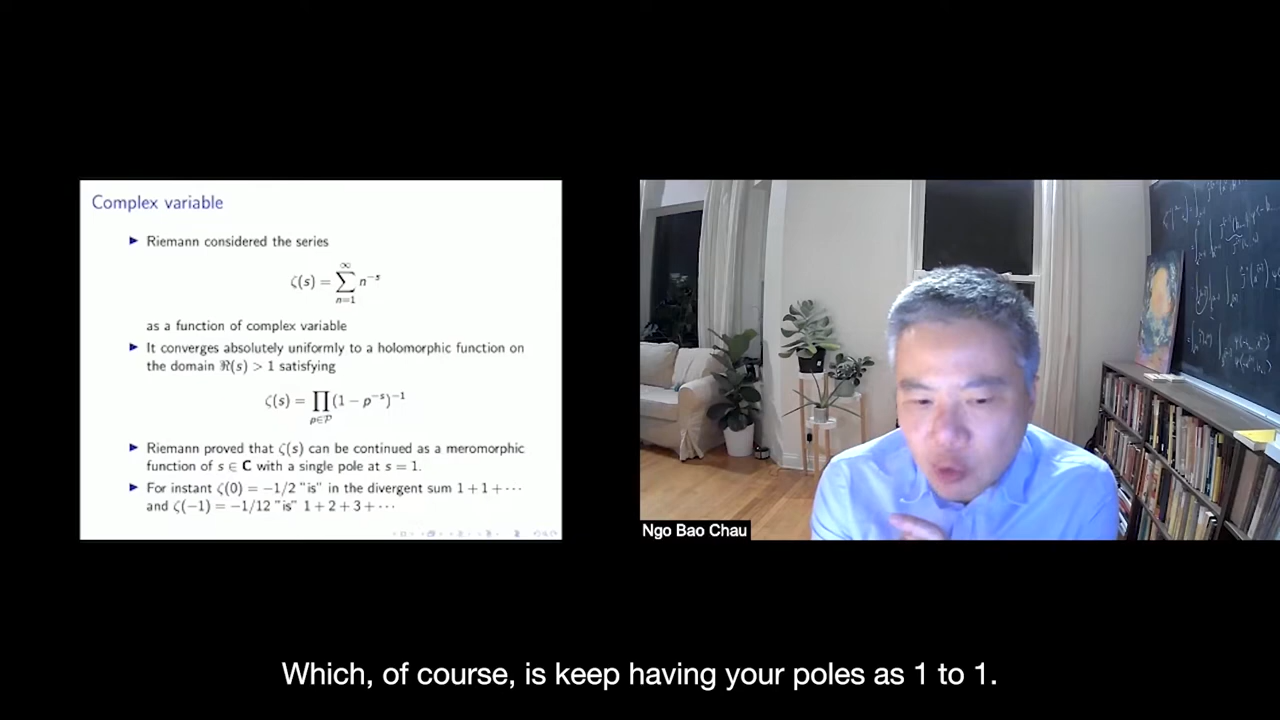 Complex variable
▶ Riemann considered the series
ζ(s) = ∑_{n=1}^{∞} n^{-s}
as a function of complex variable
▶ It converges absolutely uniformly to a holomorphic function on
the domain ℜ(s) > 1 satisfying
ζ(s) = ∏_{p∈𝒫} (1 − p^{-s})^{-1}
▶ Riemann proved that ζ(s) can be continued as a meromorphic
function of s ∈ C with a single pole at s = 1.
▶ For instant ζ(0) = −1/2 "is" in the divergent sum 1 + 1 + ⋯
and ζ(−1) = −1/12 "is" 1 + 2 + 3 + ⋯
Ngo Bao Chau
Which, of course, is keep having your poles as 1 to 1.